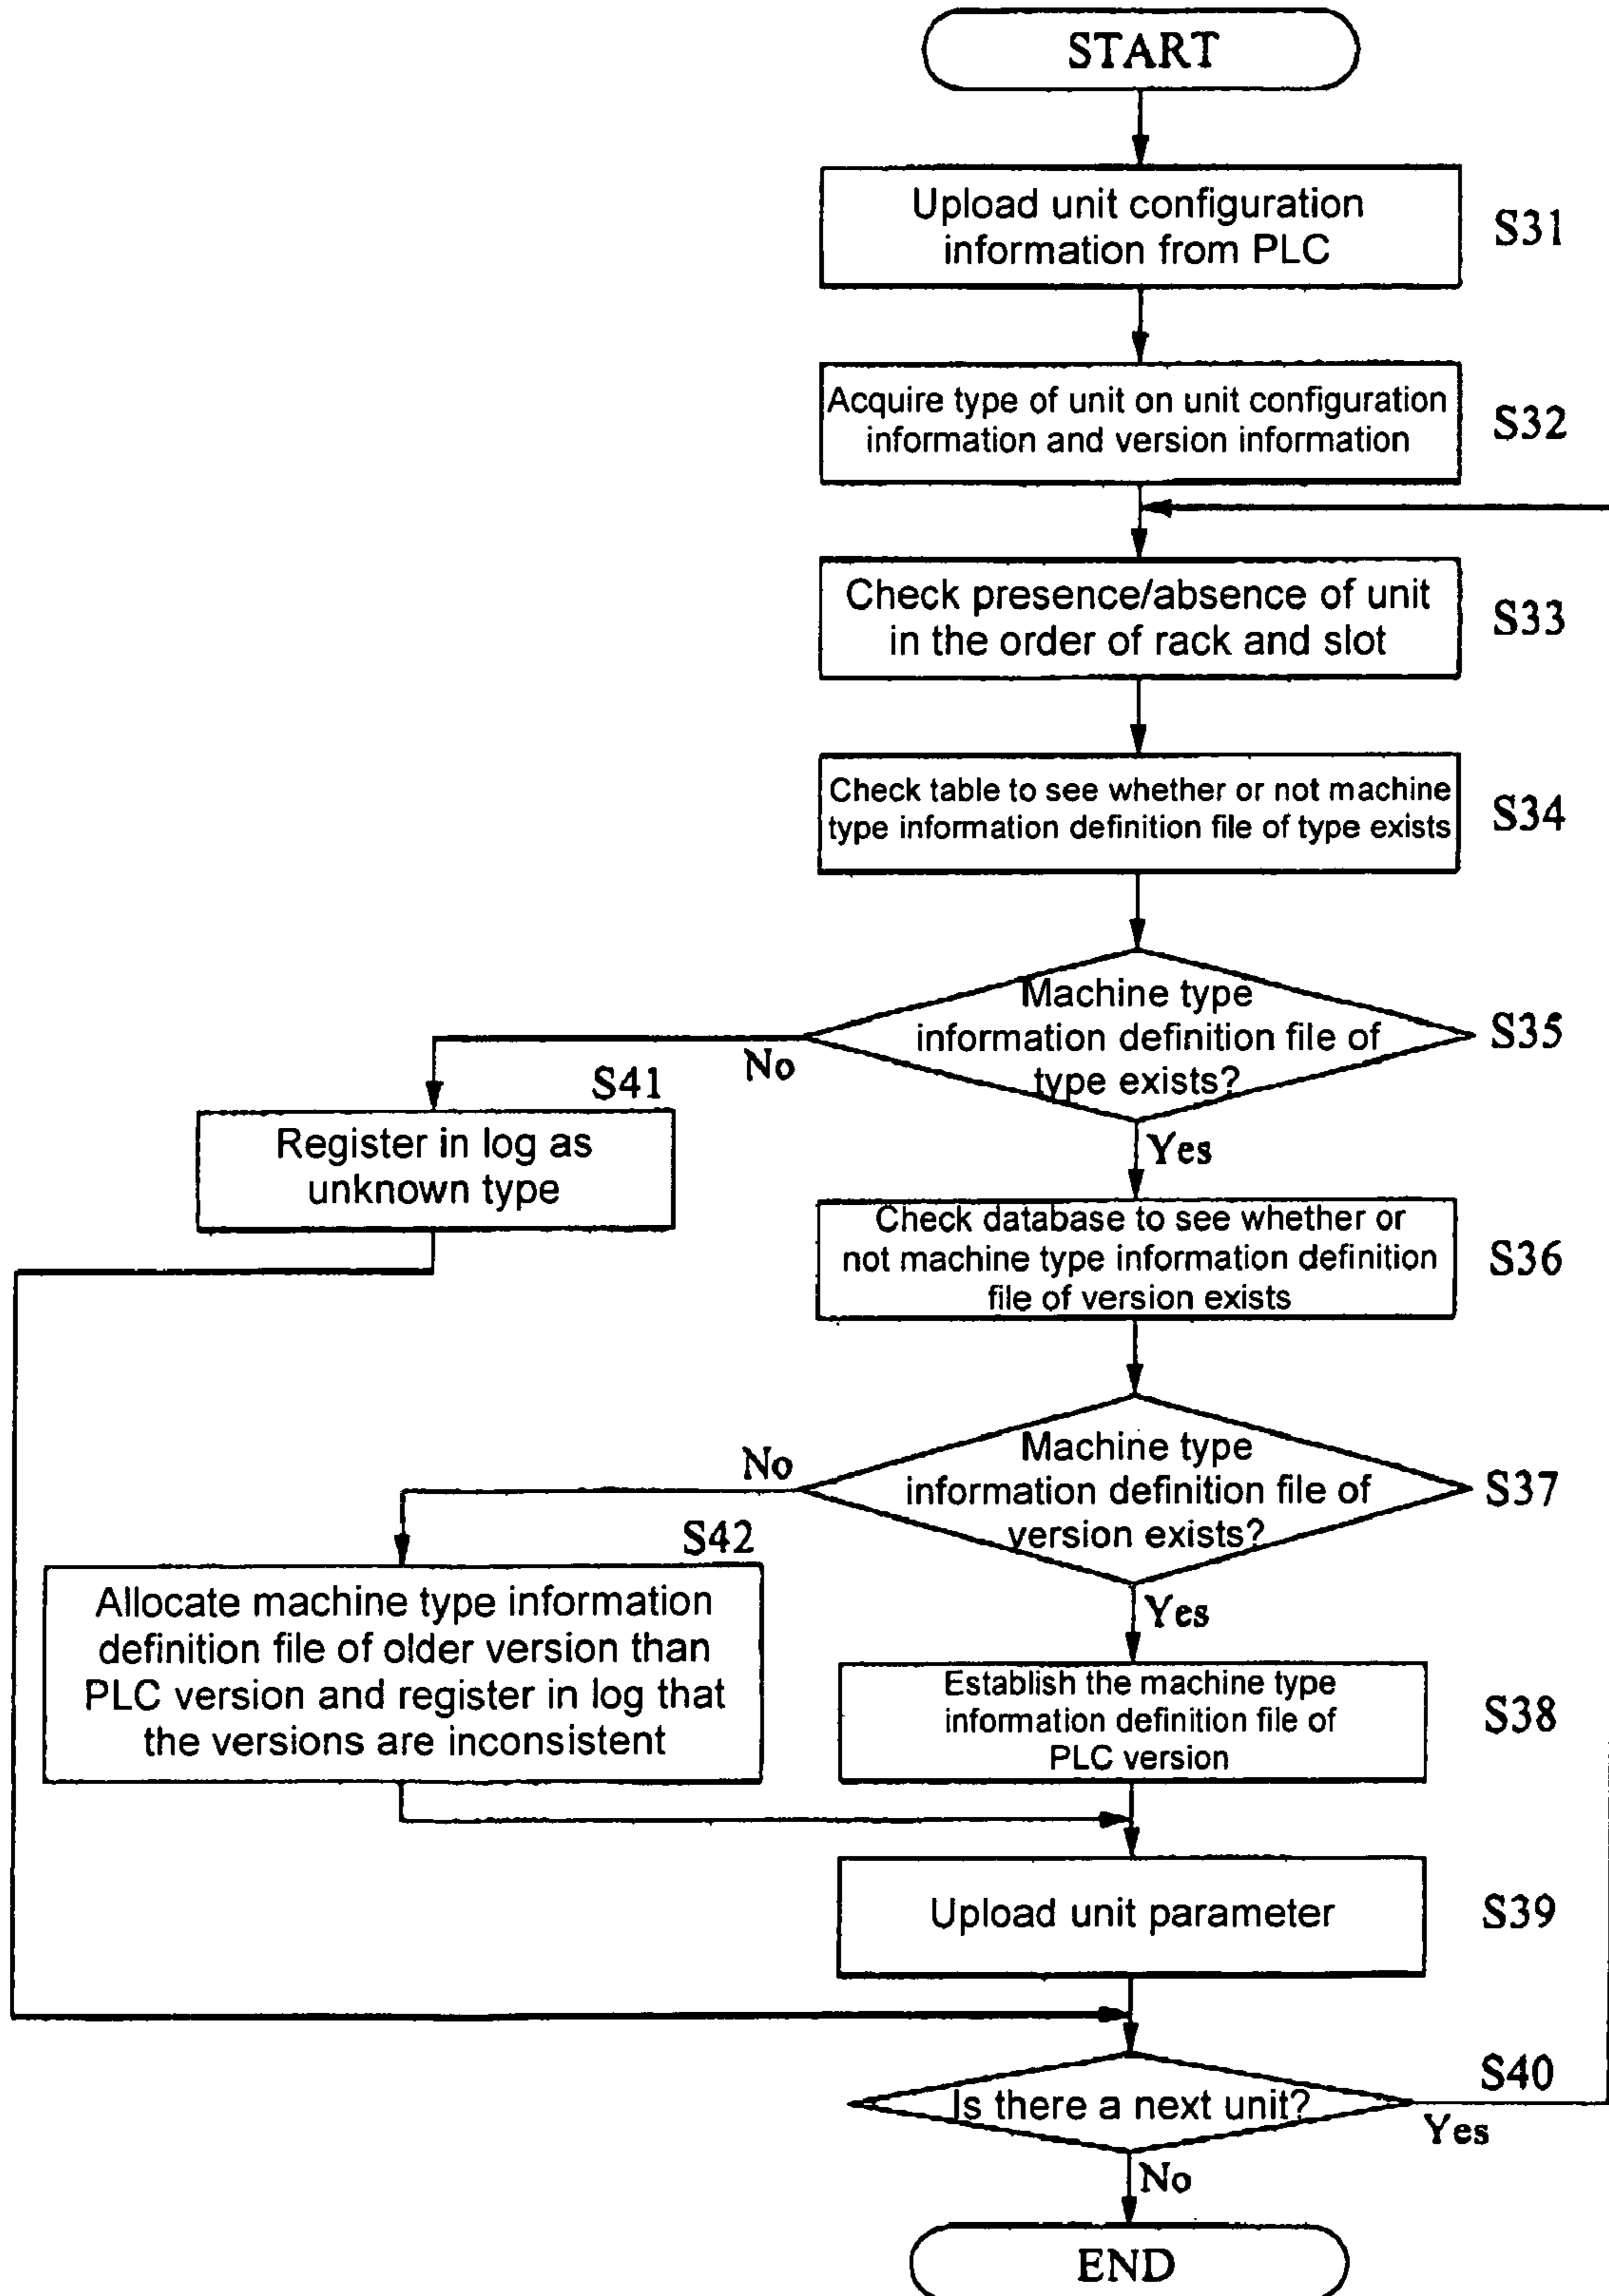 START
Upload unit configuration
information from PLC
S31
Acquire type of unit on unit configuration
information and version information
S32
Check presence/absence of unit
in the order of rack and slot
S33
Check table to see whether or not machine
type information definition file of type exists
S34
Machine type
information definition file of
type exists?
S35
No
S41
Register in log as
unknown type
Yes
Check database to see whether or
not machine type information definition
file of version exists
S36
Machine type
information definition file of
version exists?
S37
No
S42
Allocate machine type information
definition file of older version than
PLC version and register in log that
the versions are inconsistent
Yes
Establish the machine type
information definition file of
PLC version
S38
Upload unit parameter
S39
Is there a next unit?
S40
Yes
No
END